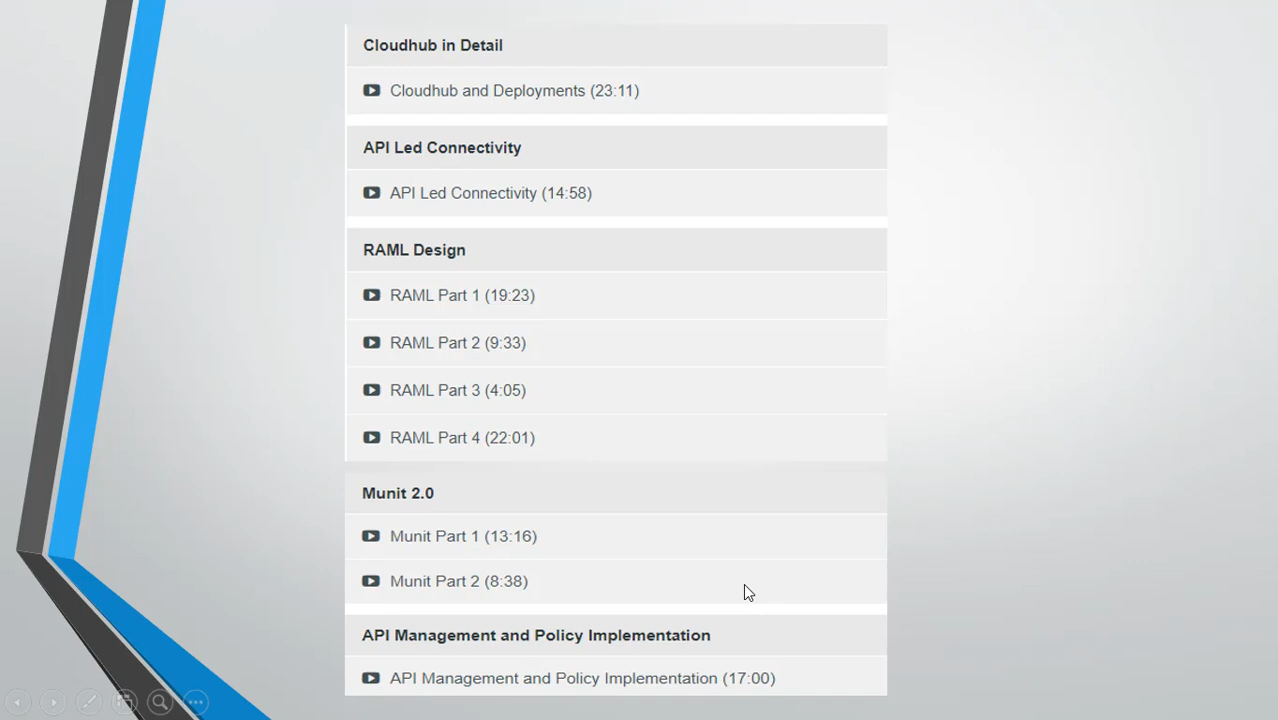 Cloudhub in Detail
Cloudhub and Deployments (23:11)
API Led Connectivity
API Led Connectivity (14:58)
RAML Design
RAML Part 1 (19:23)
RAML Part 2 (9:33)
RAML Part 3 (4:05)
RAML Part 4 (22:01)
Munit 2.0
Munit Part 1 (13:16)
Munit Part 2 (8:38)
API Management and Policy Implementation
API Management and Policy Implementation (17:00)